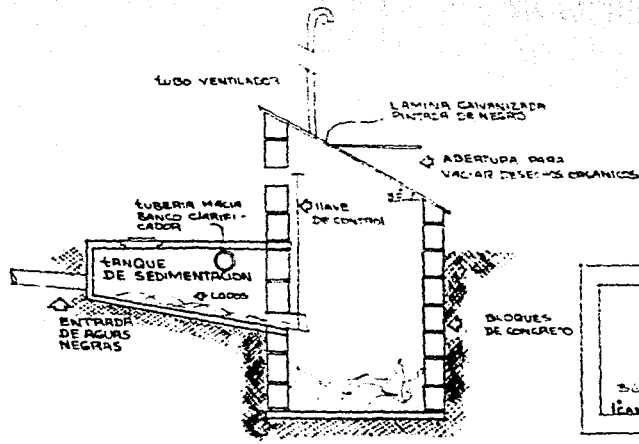 tUBO VENTILADOR
LAMINA GALVANIZADA
PINTADA DE NEGRO
ABERTURA PARA
VACIAR DESECHOS ORGANICOS
tUBERIA HACIA
BANCO CLARIFI-
CADOR
llAVE
DE CONTROl
tANQUE
DE SEDIMENTACION
LODOS
ENTRADA
DE AGUAS
NEGRAS
BLOQUES
DE CONCREtO